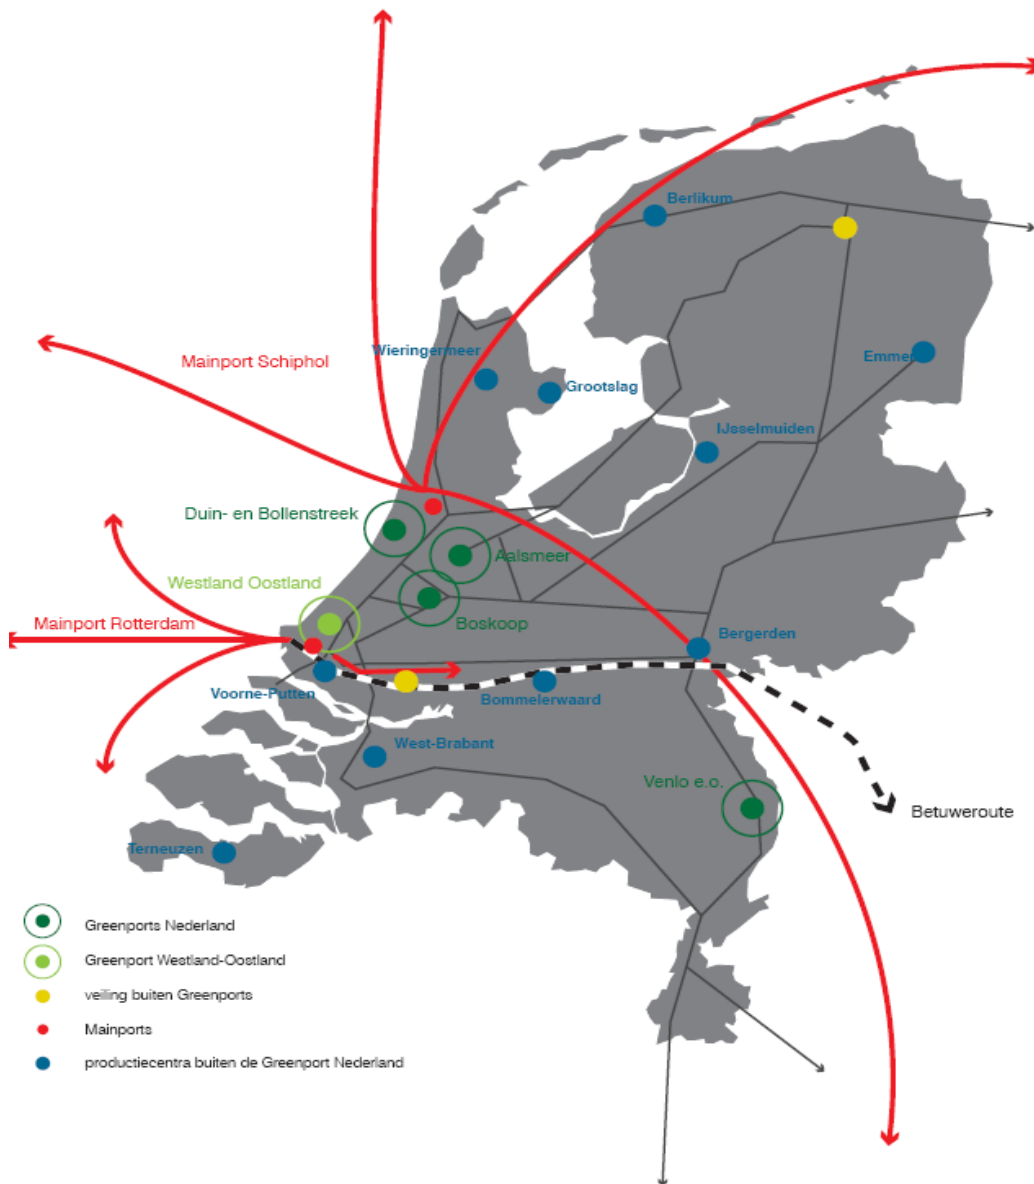 Berlikum
Wieringermeer
Mainport Schiphol
Emmen
Grootslag
IJsselmuiden
Duin- en Bollenstreek
Aalsmeer
Westland Oostland
Boskoop
Mainport Rotterdam
Bergerden
Voorne-Putten
Bommelerwaard
West-Brabant
Venlo e.o.
Betuweroute
Terneuzen
Greenports Nederland
Greenport Westland-Oostland
veiling buiten Greenports
Mainports
productiecentra buiten de Greenport Nederland